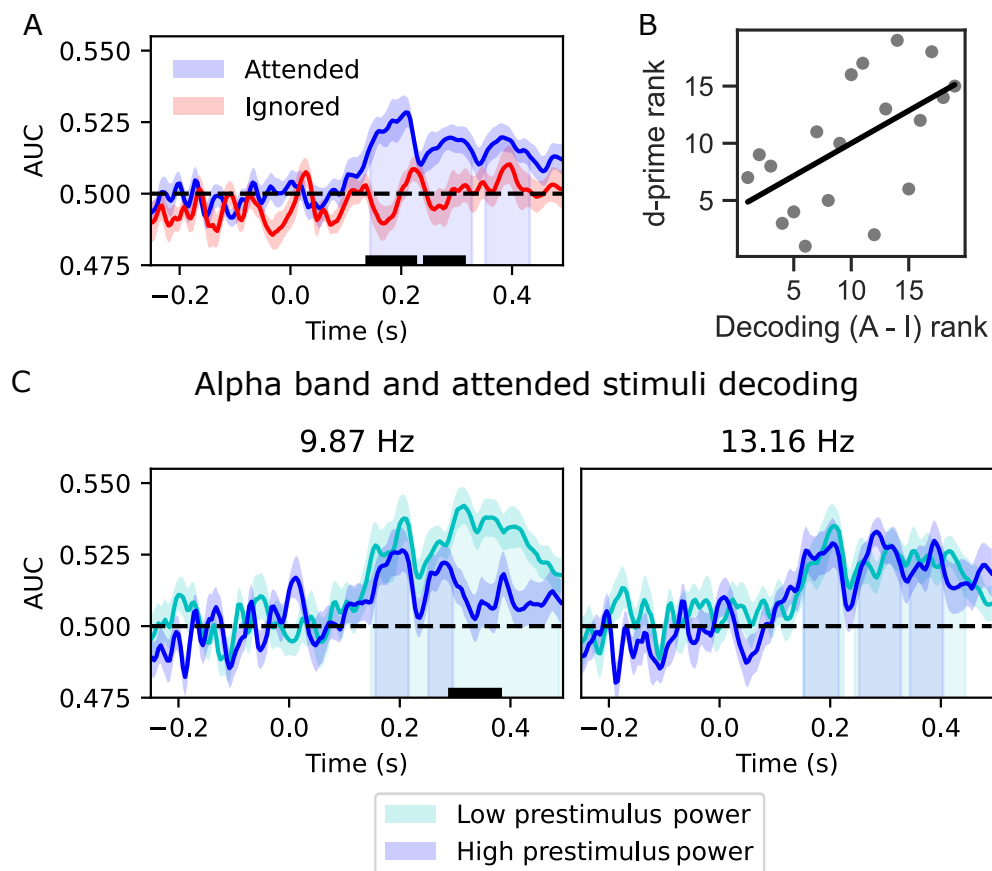 A
B
0.550
0.525
0.500
0.475
AUC
Attended
Ignored
−0.2
0.0
0.2
0.4
Time (s)
d-prime rank
15
10
5
5
10
15
Decoding (A - I) rank
C
Alpha band and attended stimuli decoding
9.87 Hz
13.16 Hz
0.550
0.525
0.500
0.475
AUC
−0.2
0.0
0.2
0.4
Time (s)
−0.2
0.0
0.2
0.4
Time (s)
Low prestimulus power
High prestimulus power